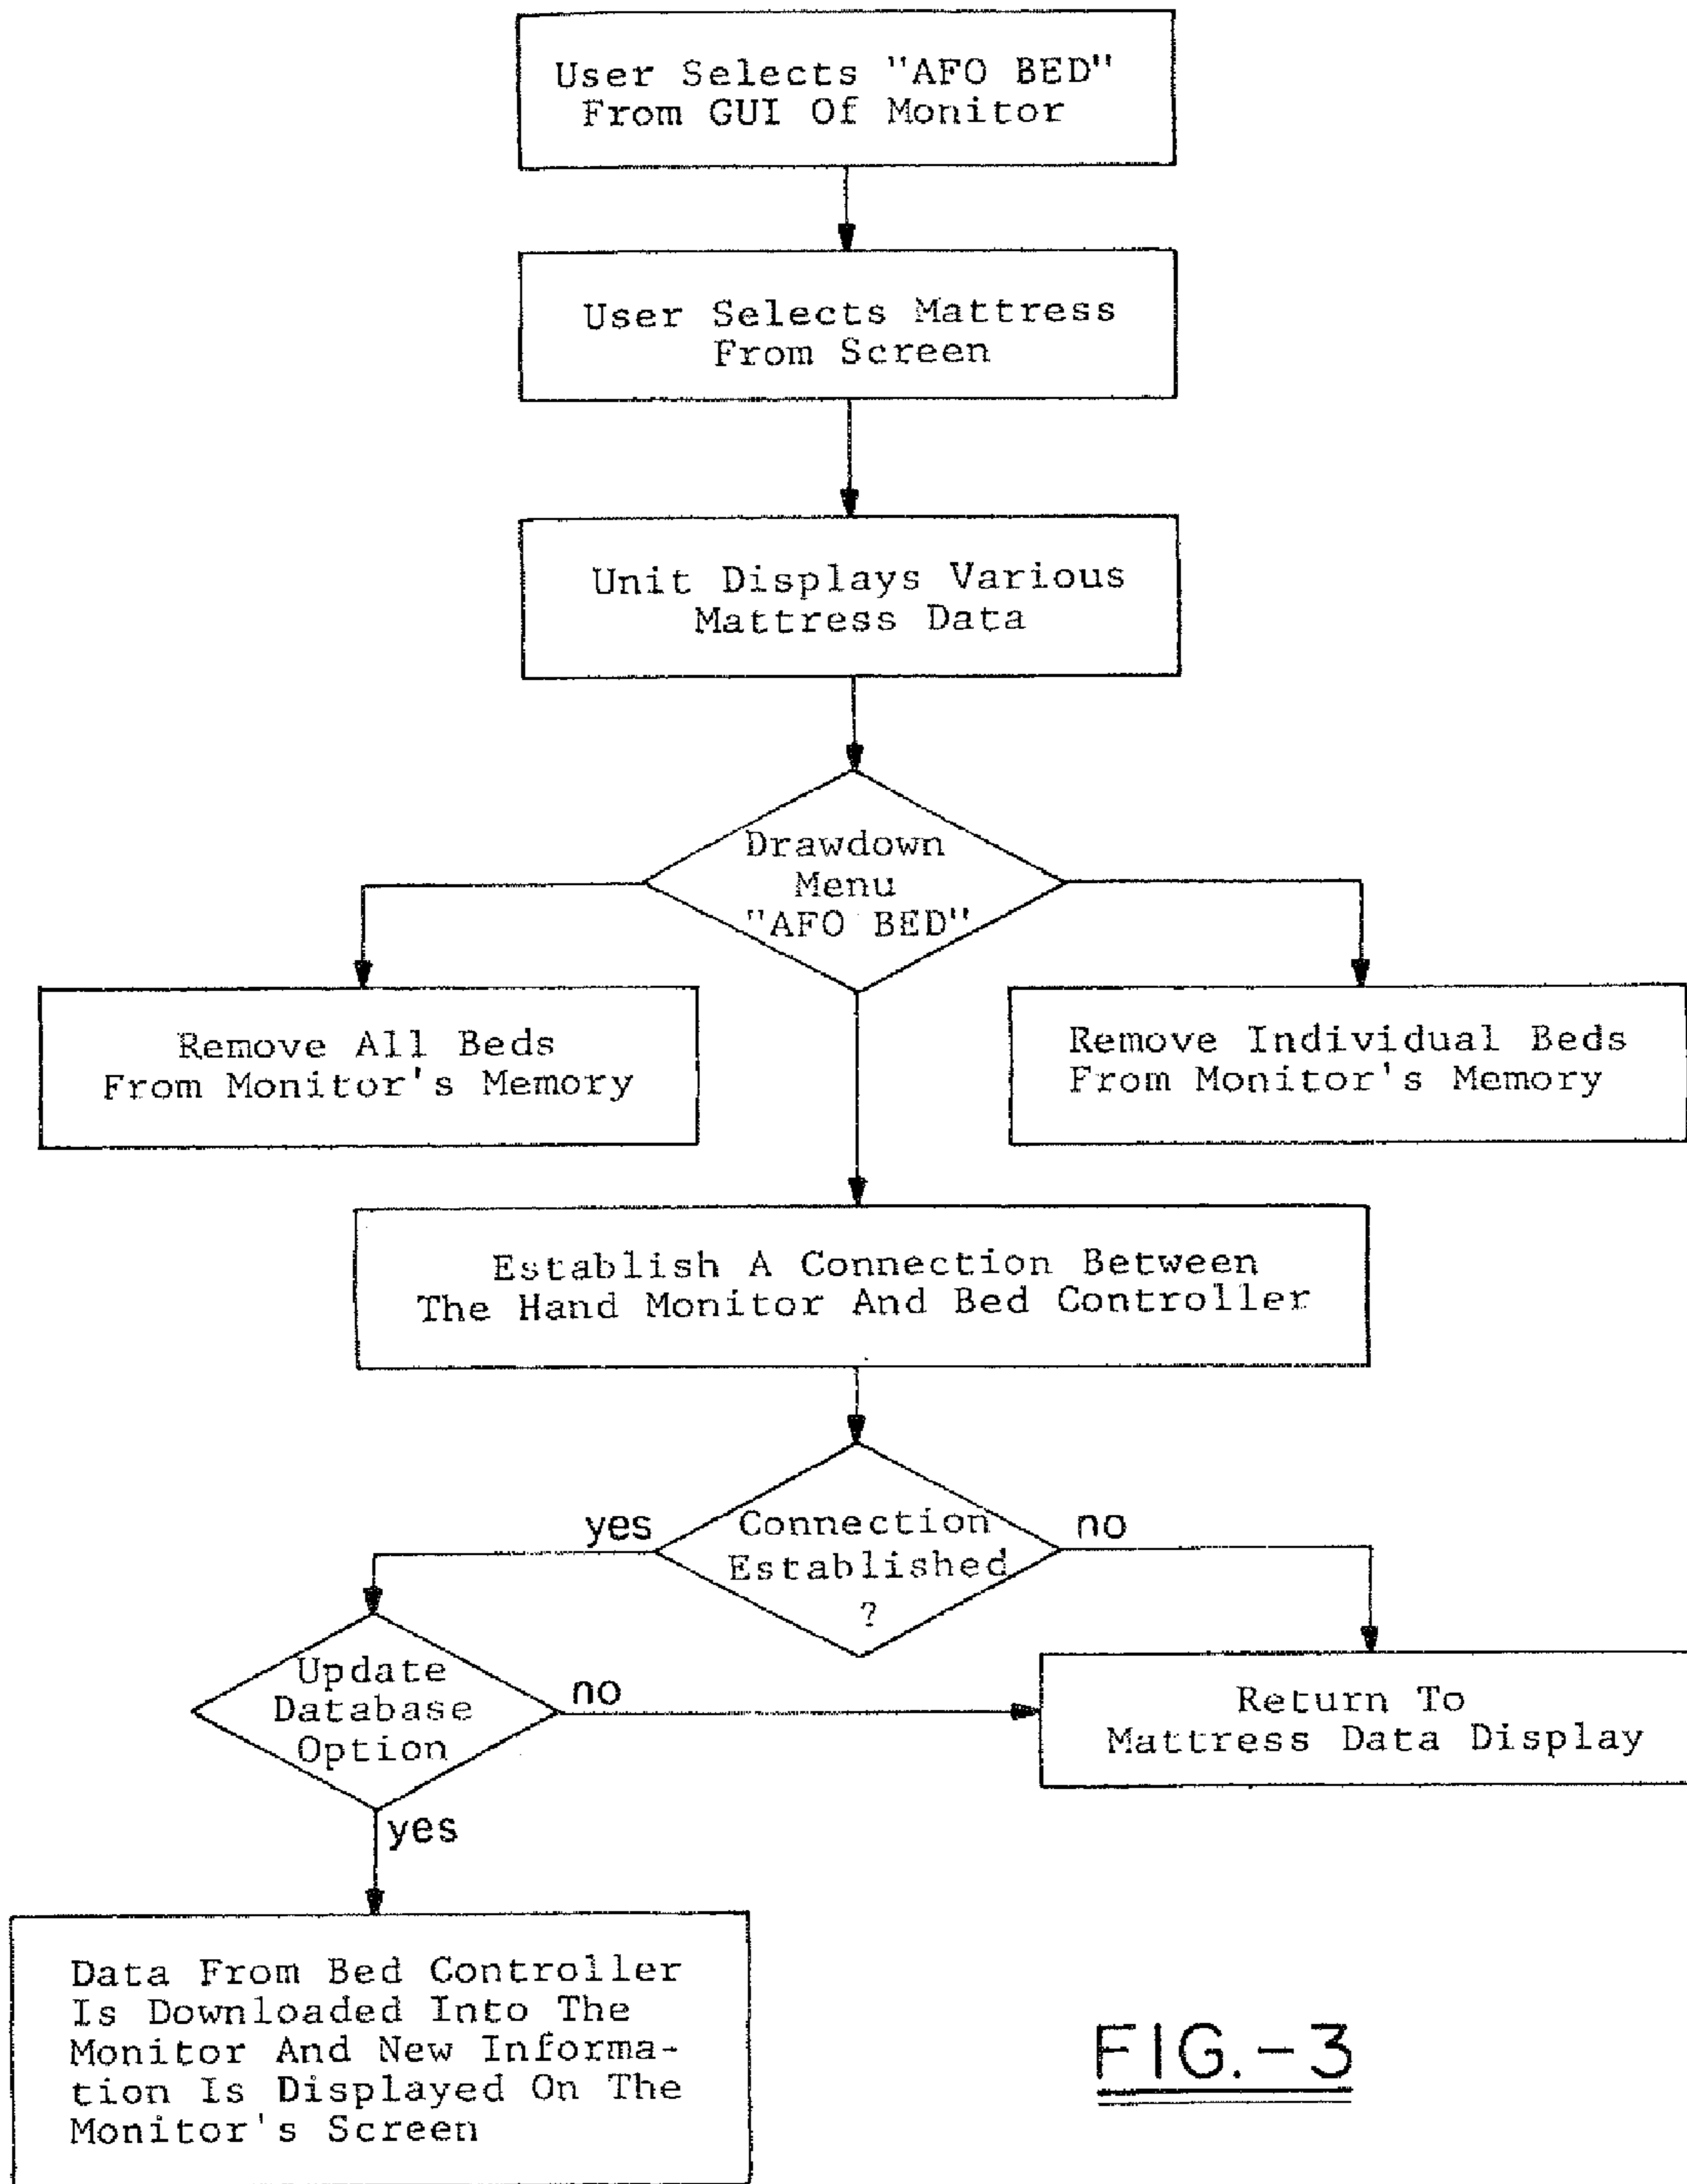 User Selects "AFO BED"
From GUI Of Monitor
User Selects Mattress
From Screen
Unit Displays Various
Mattress Data
Drawdown
Menu
"AFO BED"
Remove All Beds
From Monitor's Memory
Remove Individual Beds
From Monitor's Memory
Establish A Connection Between
The Hand Monitor And Bed Controller
yes
Connection
Established
?
no
Update
Database
Option
no
Return To
Mattress Data Display
yes
Data From Bed Controller
Is Downloaded Into The
Monitor And New Informa-
tion Is Displayed On The
Monitor's Screen
FIG.-3